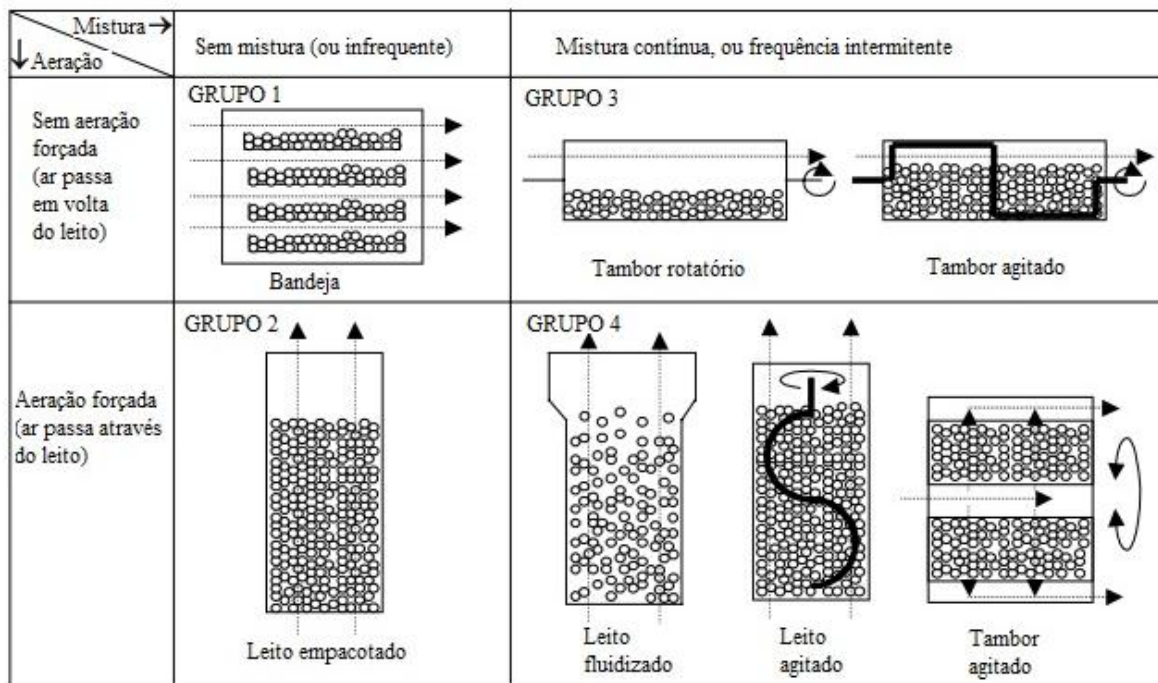 Mistura→
↓Aeração
Sem mistura (ou infrequente)
Mistura contínua, ou frequência intermitente
Sem aeração
forçada
(ar passa
em volta
do leito)
GRUPO 1
Bandeja
GRUPO 3
Tambor rotatório
Tambor agitado
Aeração forçada
(ar passa através
do leito)
GRUPO 2
Leito empacotado
GRUPO 4
Leito
fluidizado
Leito
agitado
Tambor
agitado